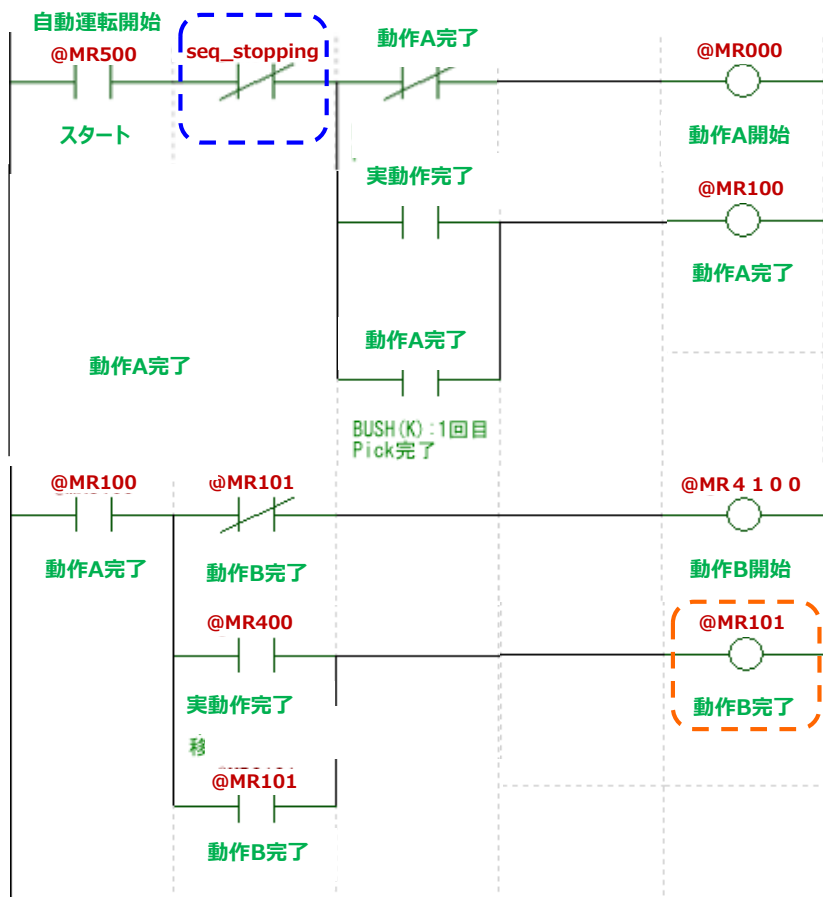 自動運転開始
@MR500
seq_stopping
動作A完了
@MR000
スタート
動作A開始
実動作完了
@MR100
動作A完了
動作A完了
動作A完了
BUSH(K):1回目
Pick完了
@MR100
@MR101
@MR4100
動作A完了
動作B完了
動作B開始
@MR400
@MR101
実動作完了
動作B完了
移
@MR101
動作B完了